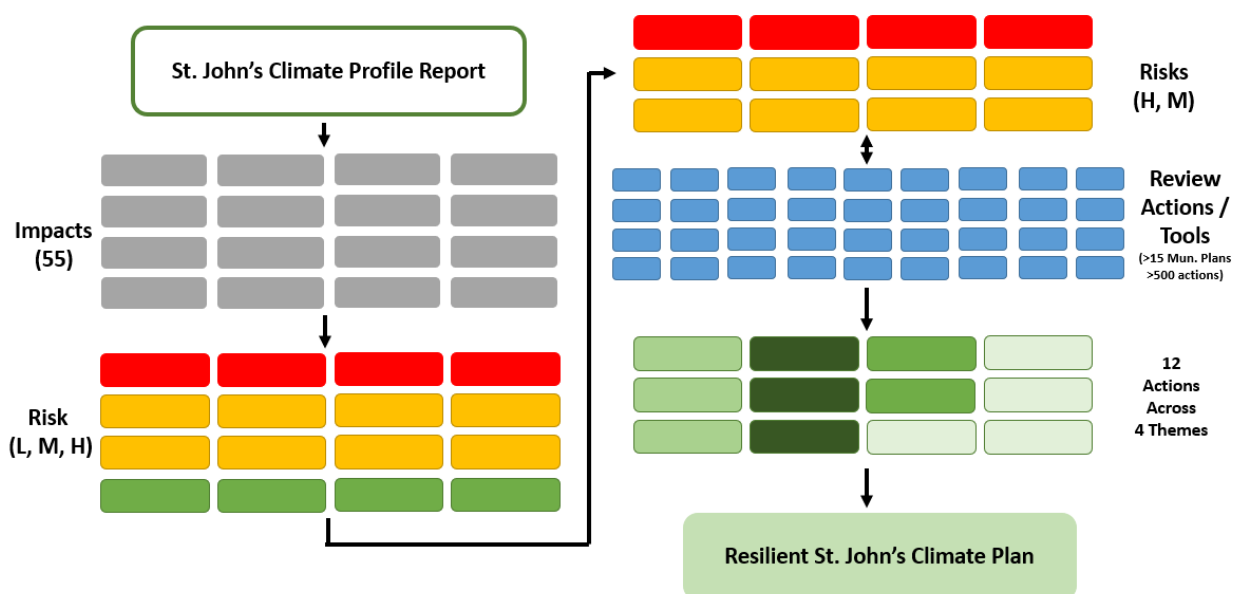 St. John’s Climate Profile Report
Impacts
(55)
Risk
(L, M, H)
Risks
(H, M)
Review
Actions /
Tools
(>15 Mun. Plans
>500 actions)
12
Actions
Across
4 Themes
Resilient St. John’s Climate Plan